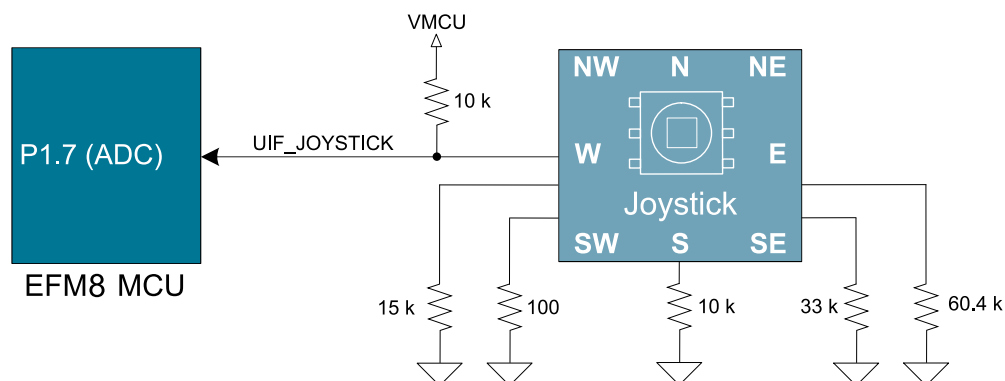 VMCU
NW N NE
10 k
P1.7 (ADC)
UIF_JOYSTICK
W E
Joystick
SW S SE
EFM8 MCU
15 k 100 10 k 33 k 60.4 k